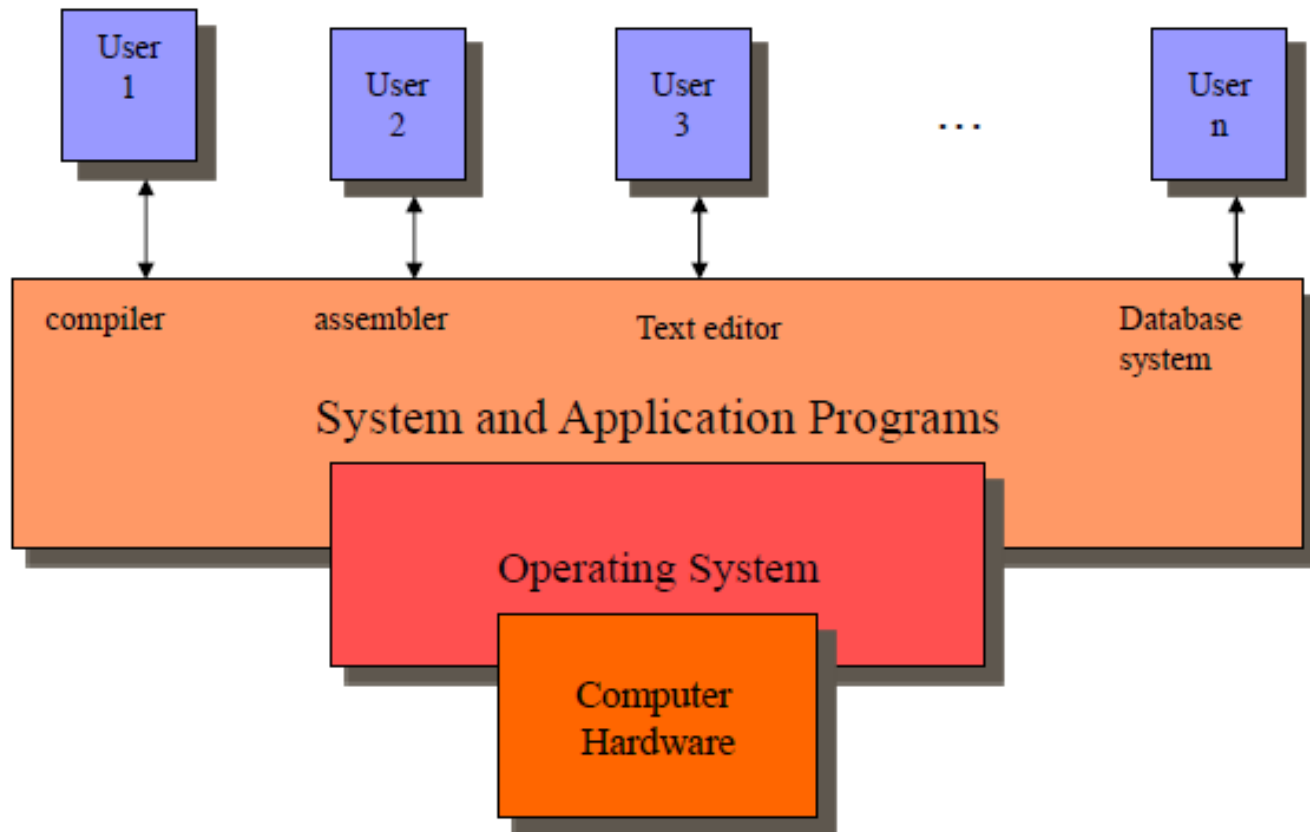 User
1
User
2
User
3
...
User
n
compiler
assembler
Text editor
Database
system
System and Application Programs
Operating System
Computer
Hardware